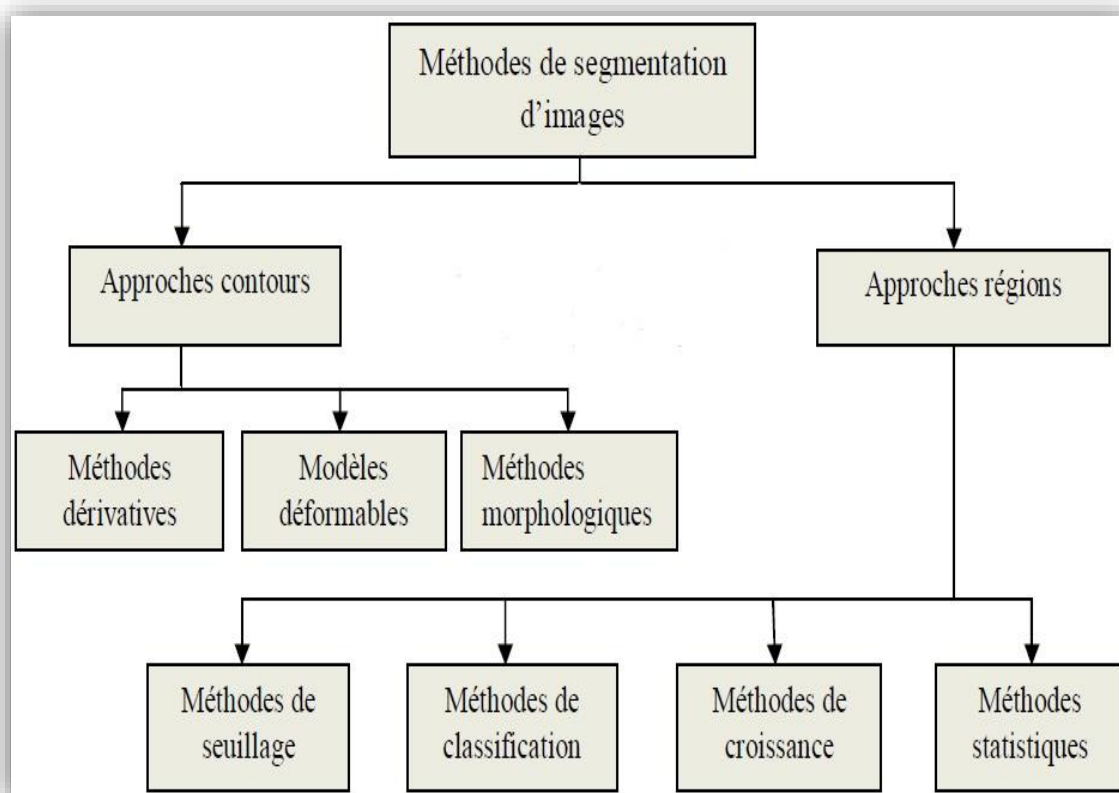 Méthodes de segmentation
d’images
Approches contours
Approches régions
Méthodes
dérivatives
Modèles
déformables
Méthodes
morphologiques
Méthodes de
seuillage
Méthodes de
classification
Méthodes de
croissance
Méthodes
statistiques